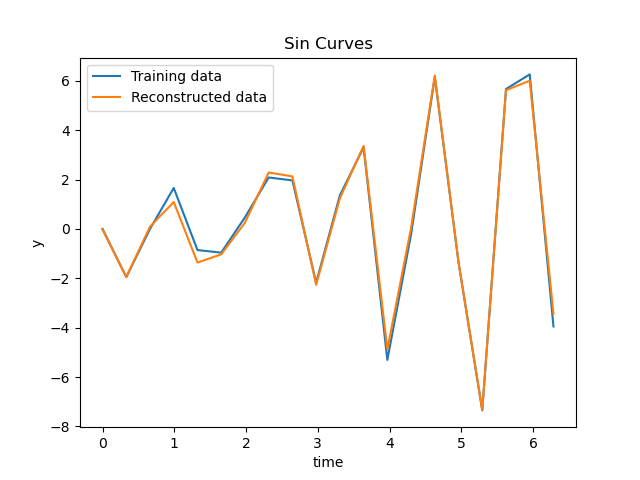 Sin Curves
Training data
Reconstructed data
6
4
2
0
−2
−4
−6
−8
y
0 1 2 3 4 5 6
time